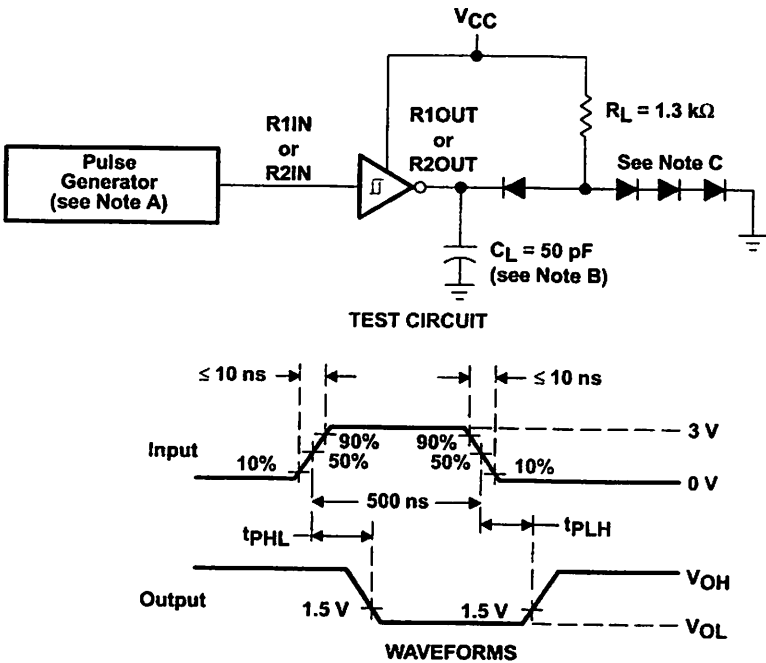 VCC
RL = 1.3 kΩ
R1IN
or
R2IN
R1OUT
or
R2OUT
See Note C
Pulse
Generator
(see Note A)
CL = 50 pF
(see Note B)
TEST CIRCUIT
≤ 10 ns
≤ 10 ns
Input
10%
90%
50%
90%
50%
10%
3 V
0 V
500 ns
tPHL
tPLH
Output
1.5 V
1.5 V
VOH
VOL
WAVEFORMS